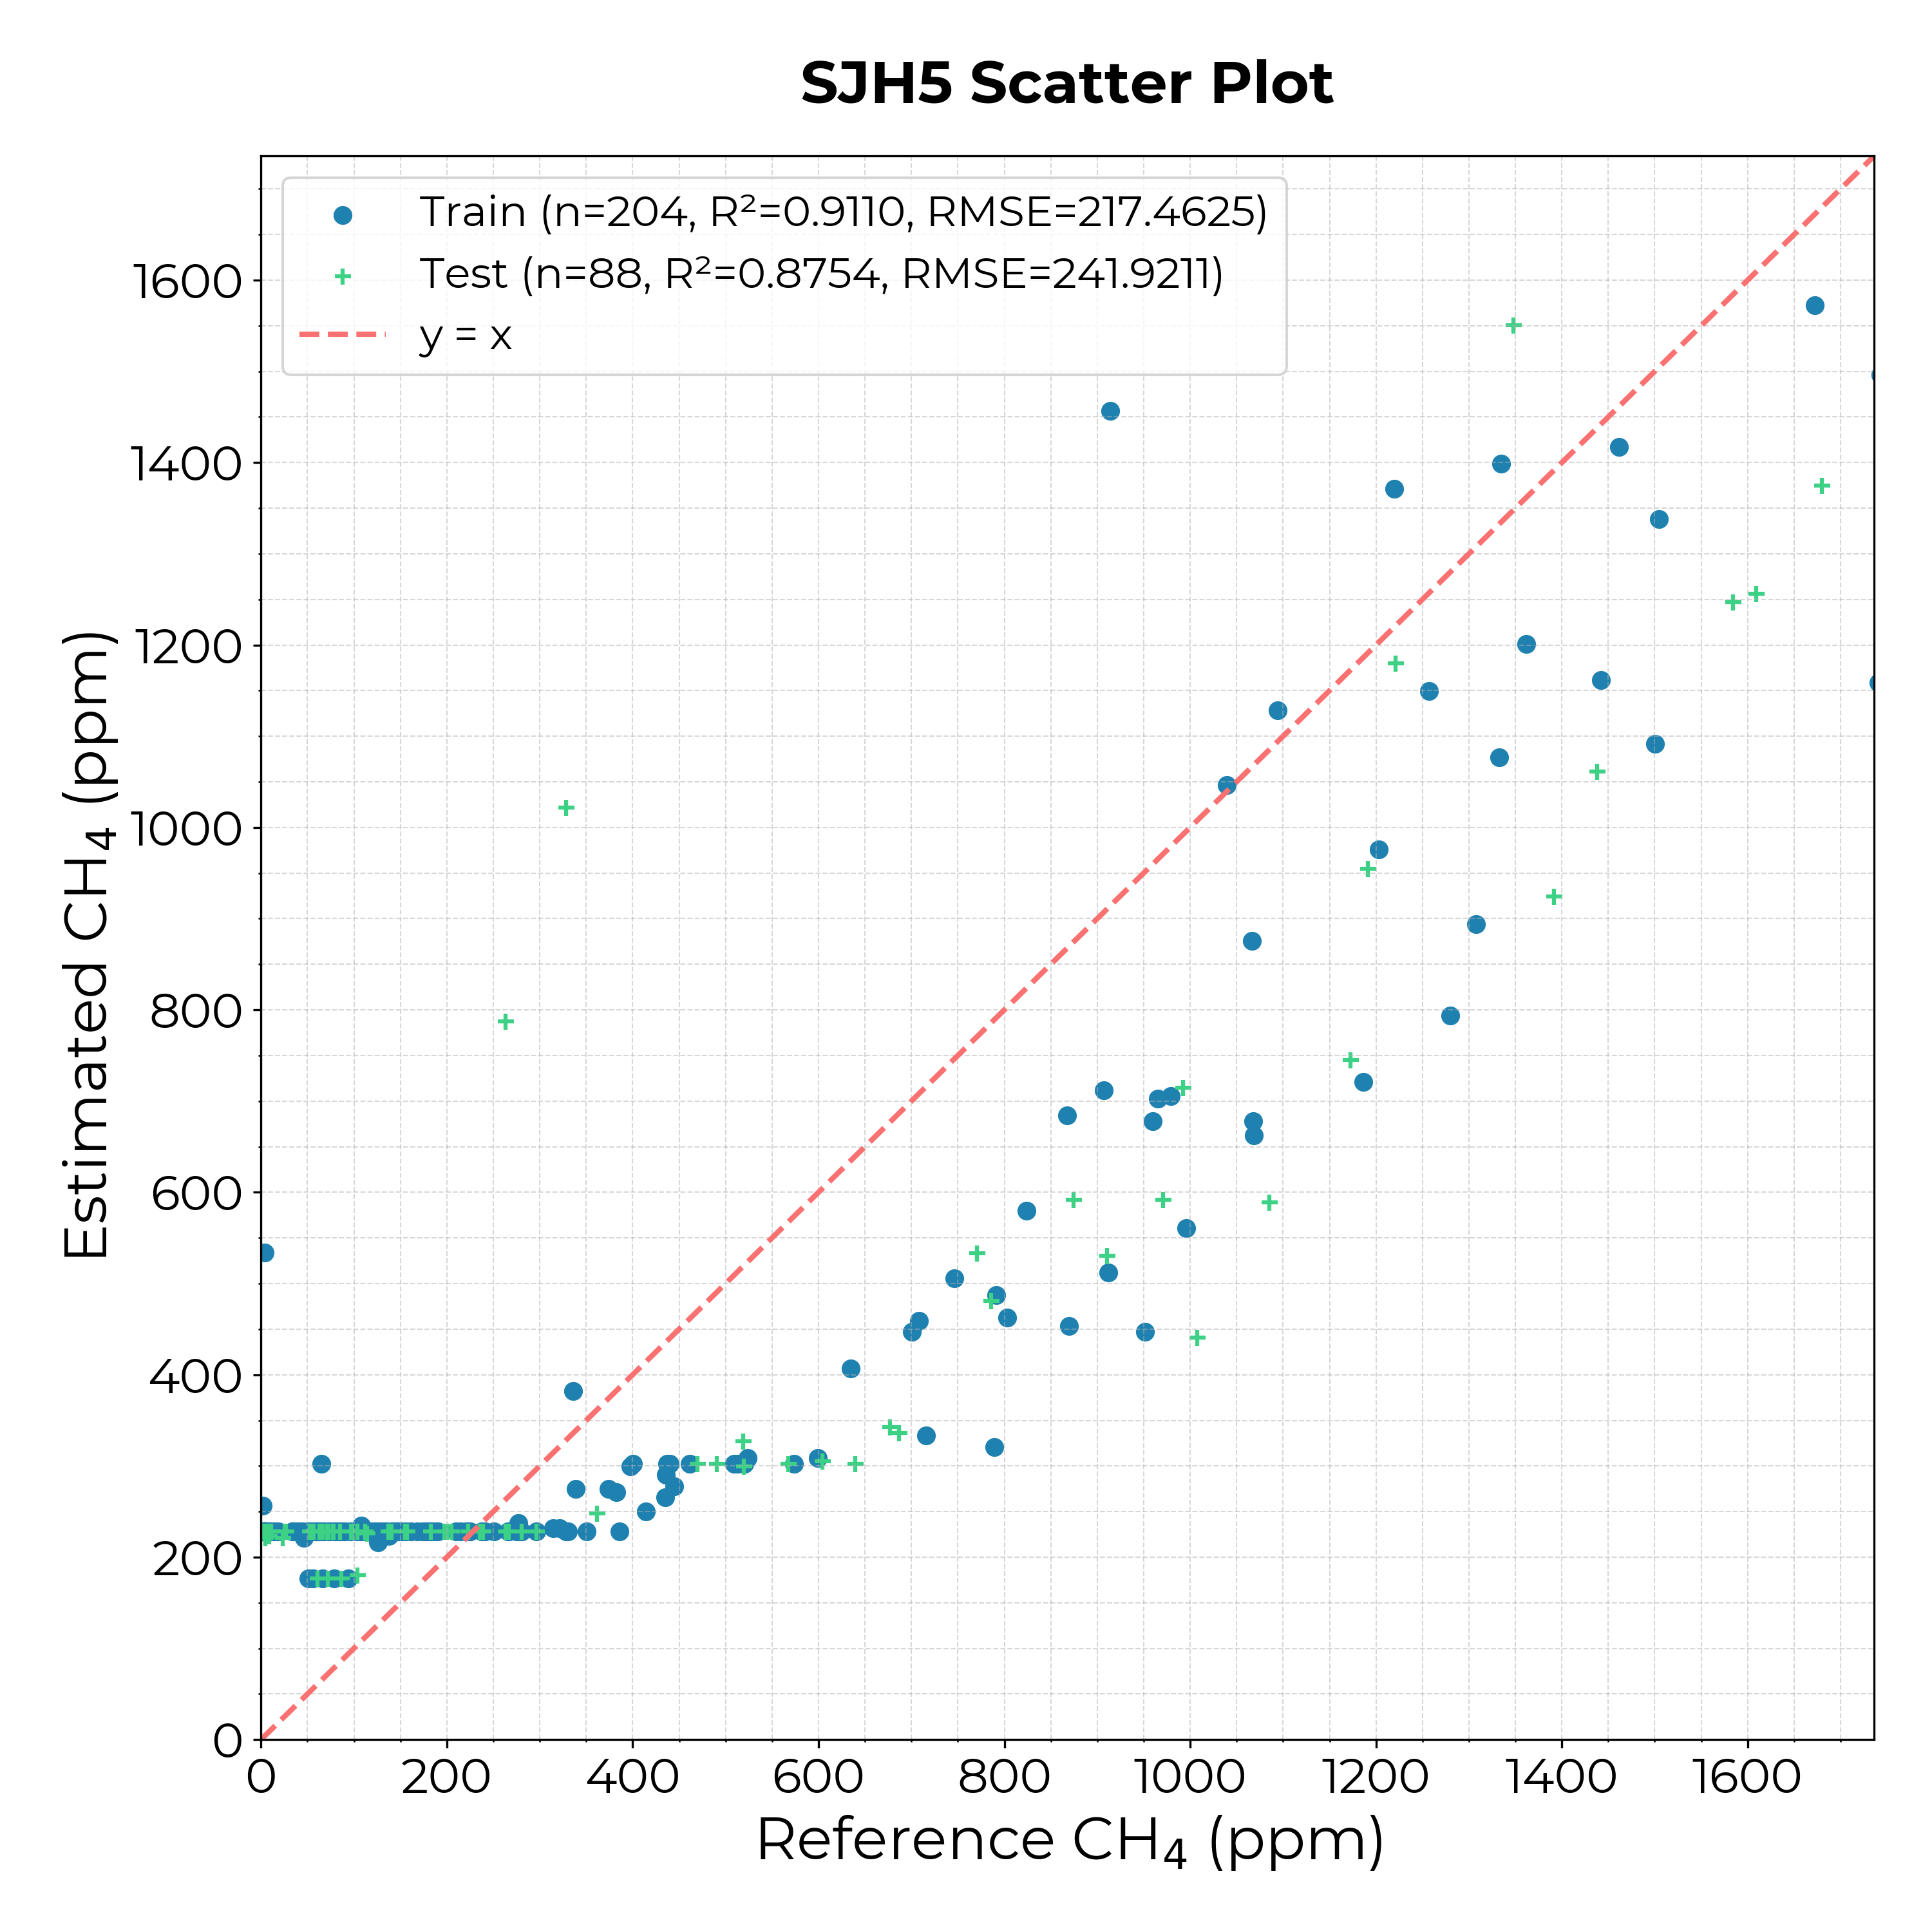 SJH5 Scatter Plot
Train (n=204, R²=0.9110, RMSE=217.4625)
Test (n=88, R²=0.8754, RMSE=241.9211)
y = x
Estimated CH₄ (ppm)
1600
1400
1200
1000
800
600
400
200
0
0 200 400 600 800 1000 1200 1400 1600
Reference CH₄ (ppm)